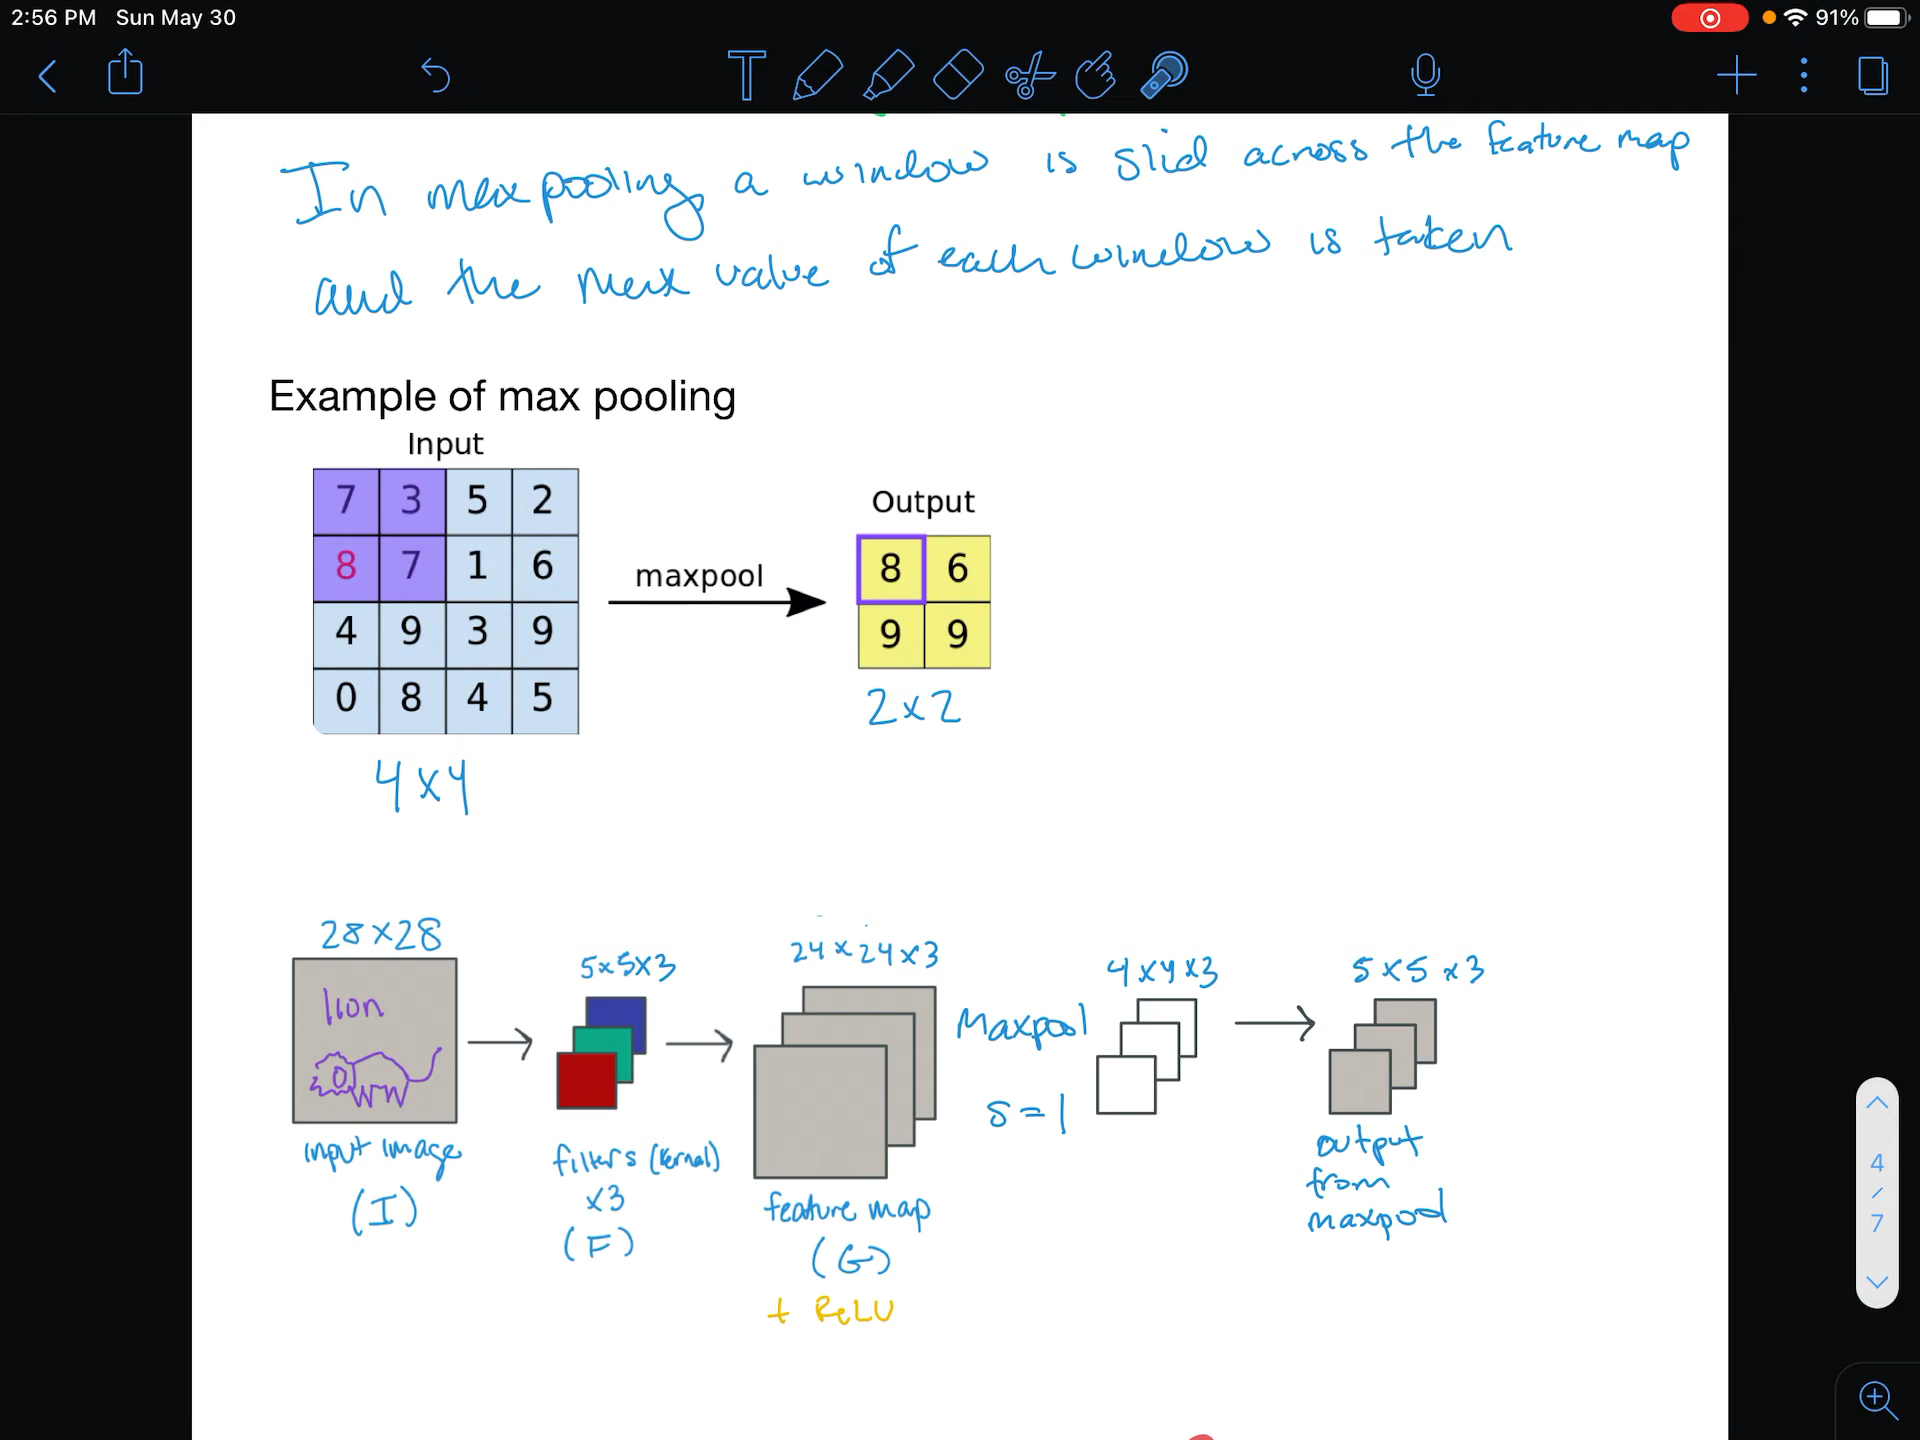 2:56 PM Sun May 30
91%
In max pooling a window is slid across the feature map
and the max value of each window is taken
Example of max pooling
Input
7 3 5 2
8 7 1 6
4 9 3 9
0 8 4 5
4x4
maxpool
Output
8 6
9 9
2x2
28x28
lion
input image
(I)
5x5x3
filters (kernal)
x3
(F)
24x24x3
feature map
(G)
+ ReLU
Maxpool
S=1
4x4x3
5x5x3
output
from
maxpool
4
/
7